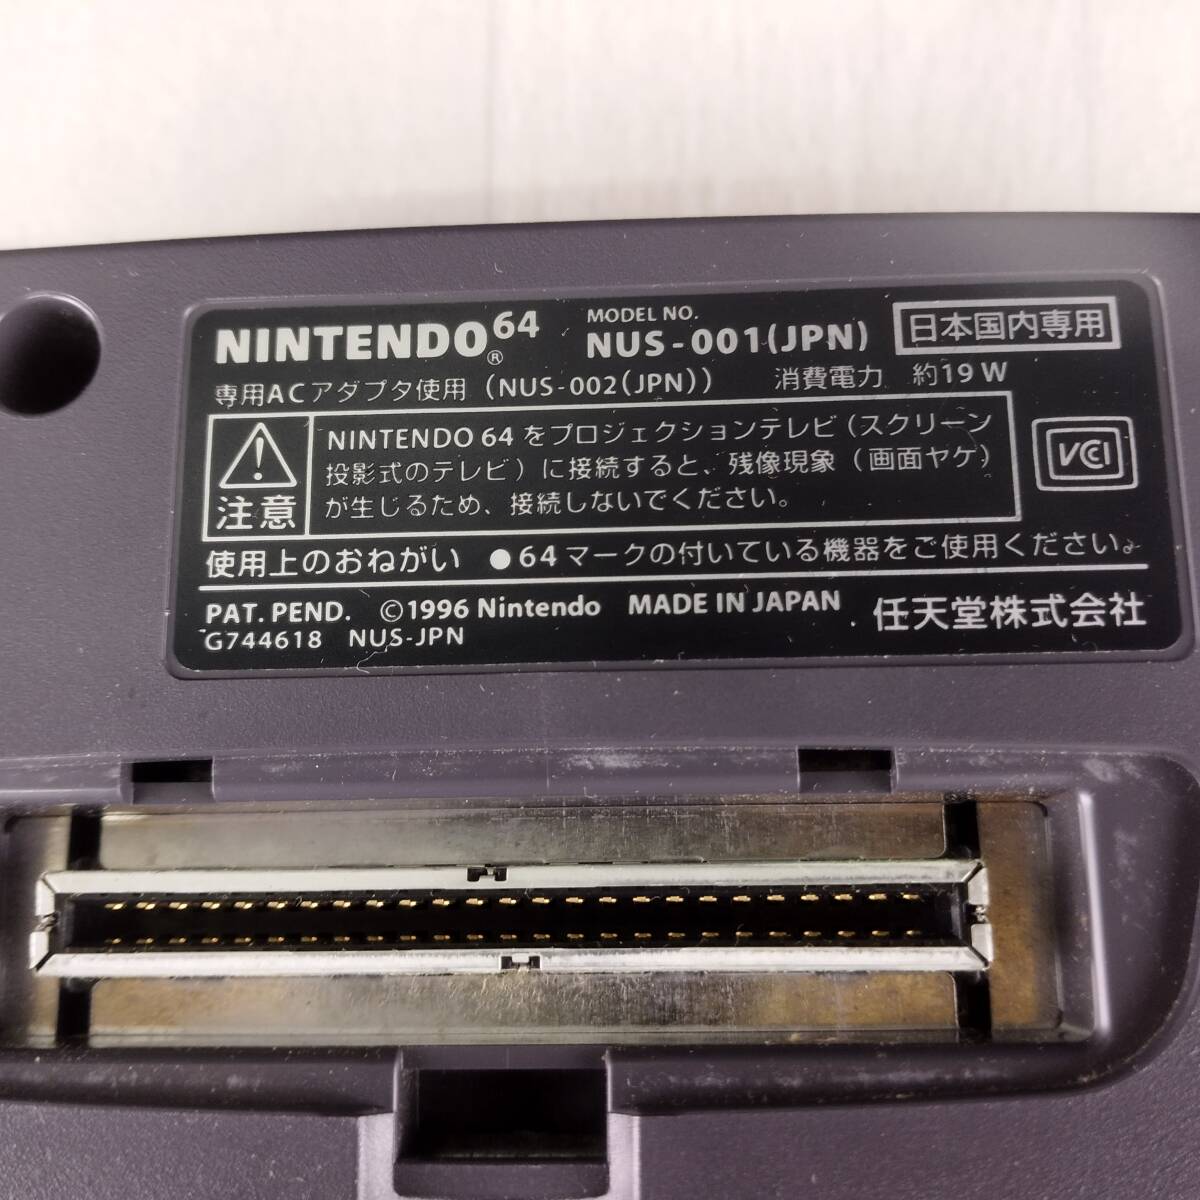 NINTENDO64®
MODEL NO.
NUS-001(JPN)
日本国内専用
専用ACアダプタ使用（NUS-002(JPN)） 消費電力 約19W
注意
NINTENDO 64をプロジェクションテレビ（スクリーン
投影式のテレビ）に接続すると、残像現象（画面ヤケ）
が生じるため、接続しないでください。
VCCI
使用上のおねがい ●64マークの付いている機器をご使用ください。
PAT. PEND. ©1996 Nintendo MADE IN JAPAN 任天堂株式会社
G744618 NUS-JPN